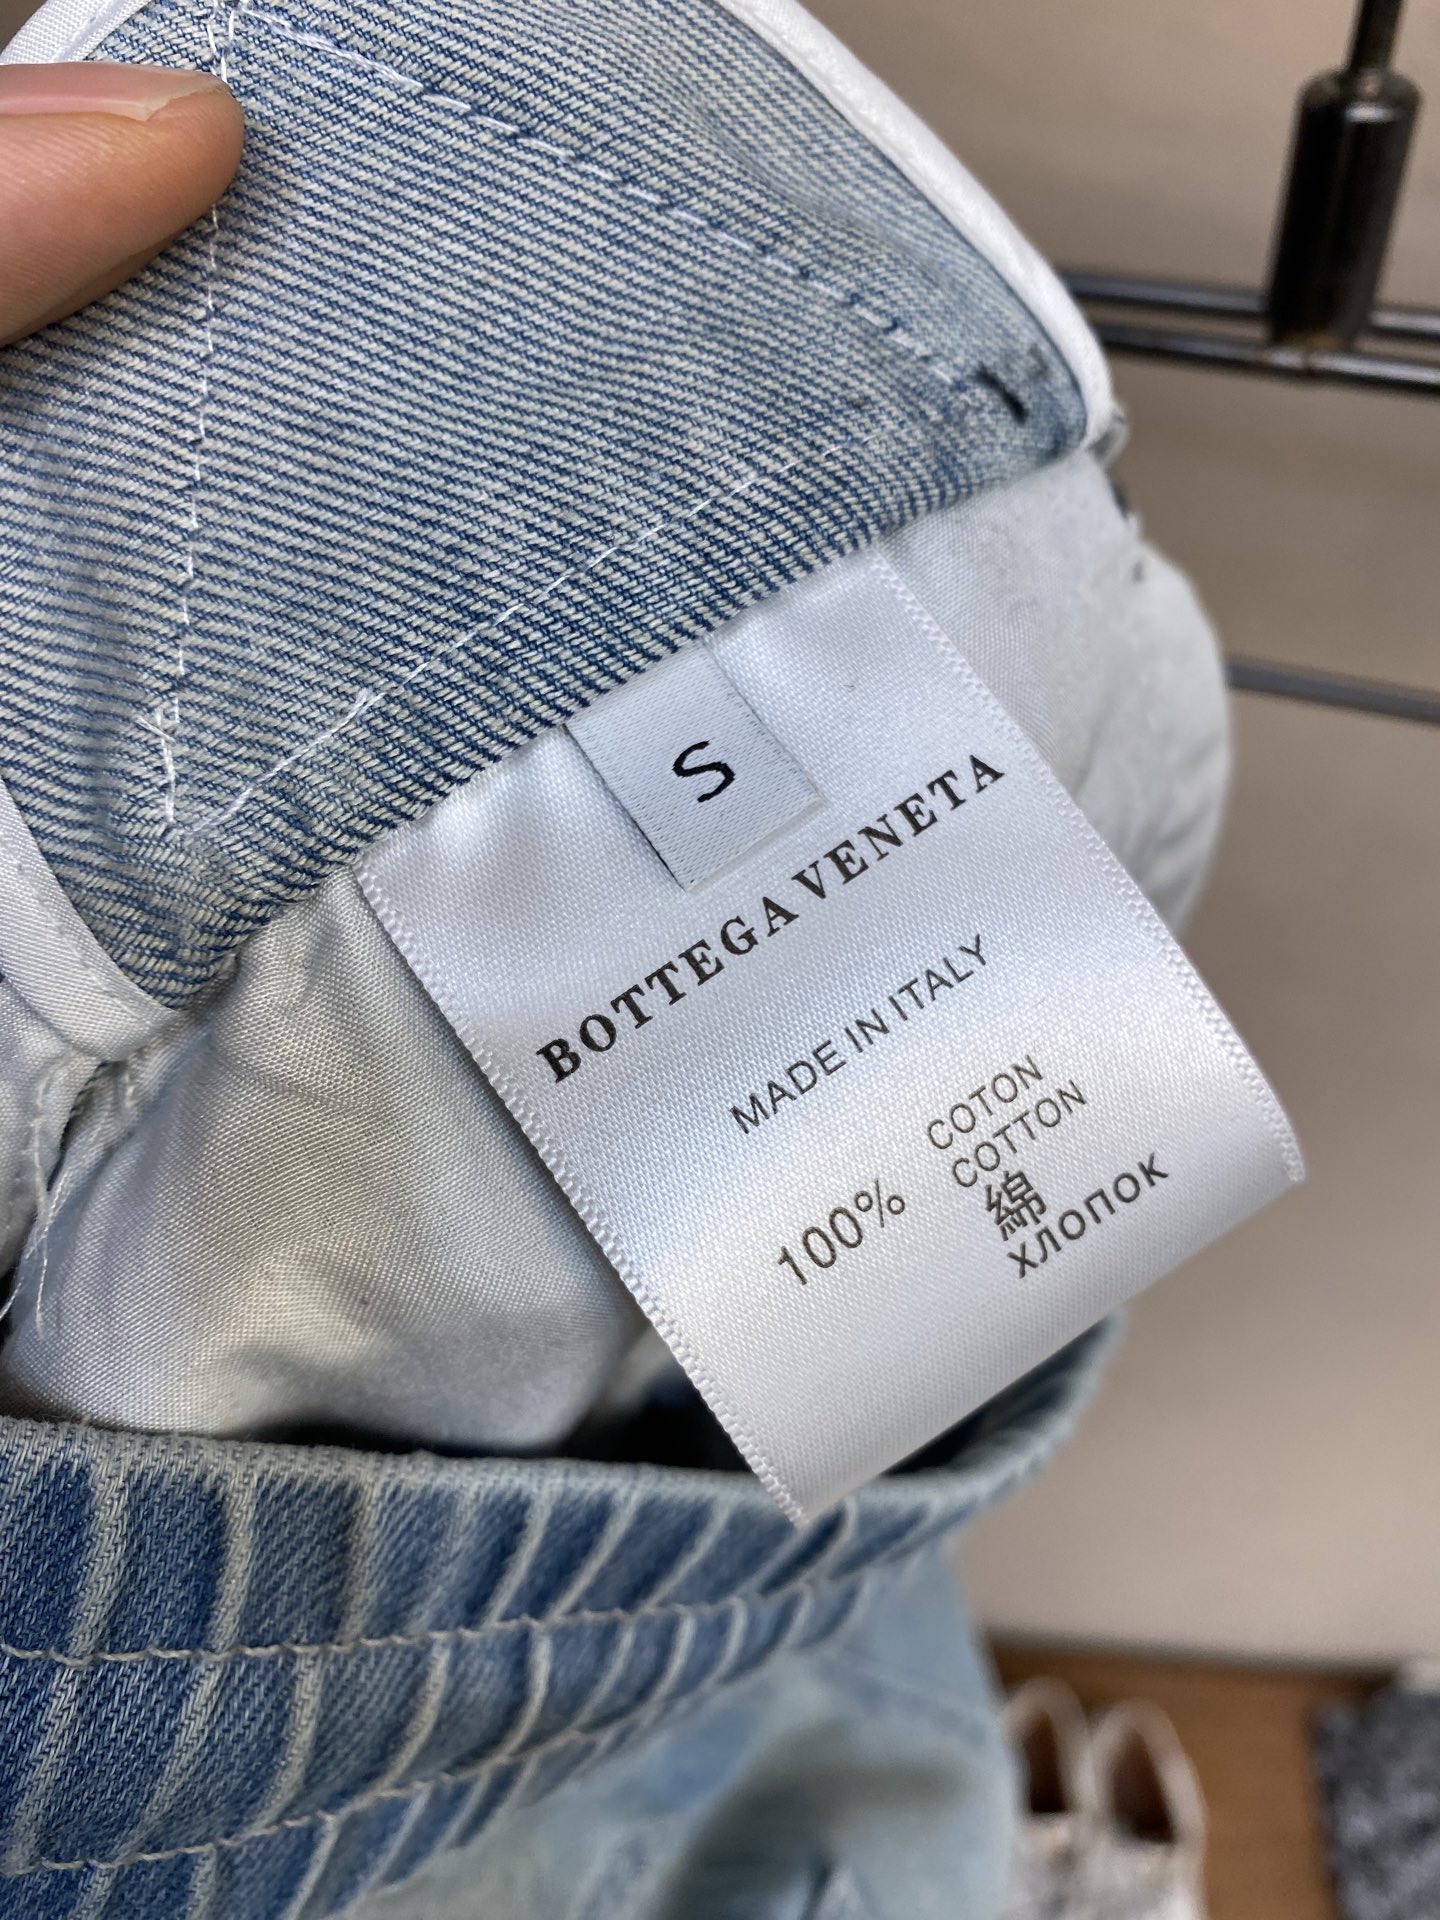 S
BOTTEGA VENETA
MADE IN ITALY
100%
COTON
COTTON
綿
ХЛОПОК